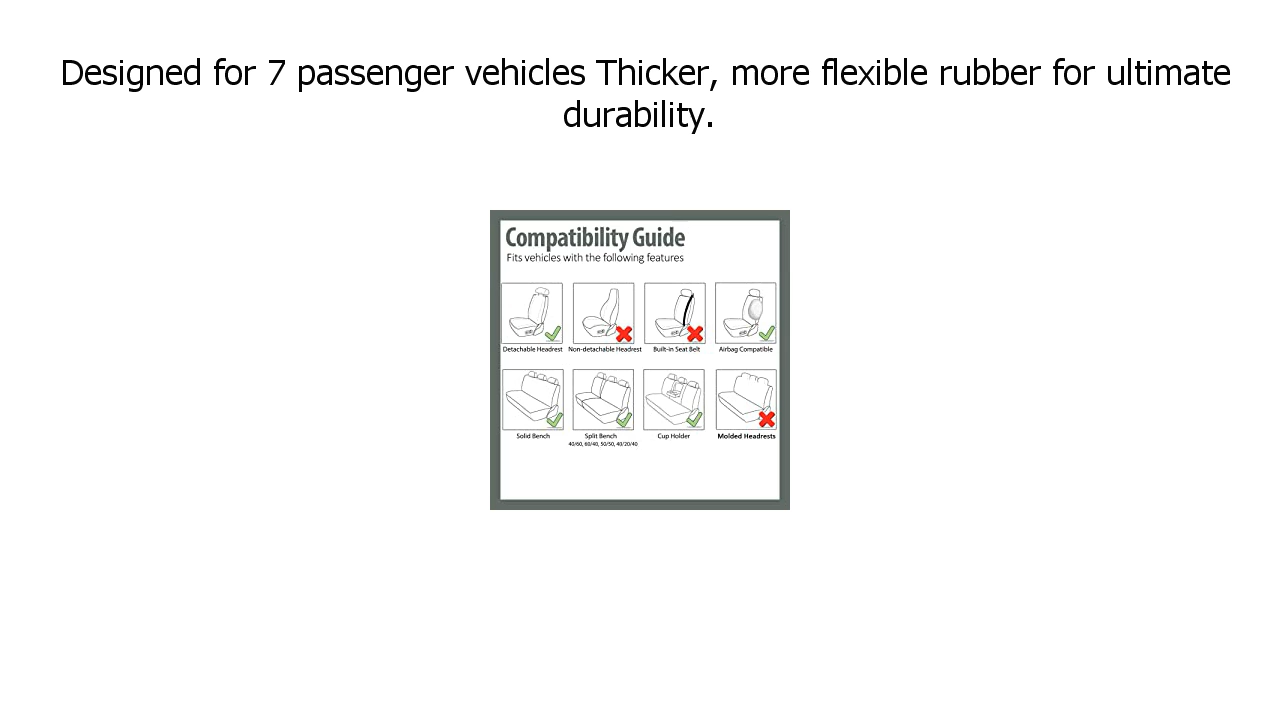 Designed for 7 passenger vehicles Thicker, more flexible rubber for ultimate
durability.
Compatibility Guide
Fits vehicles with the following features
Detachable Headrest Non-detachable Headrest Built-in Seat Belt Airbag Compatible
Solid Bench Split Bench Cup Holder Molded Headrests
40/60, 60/40, 50/50, 40/20/40